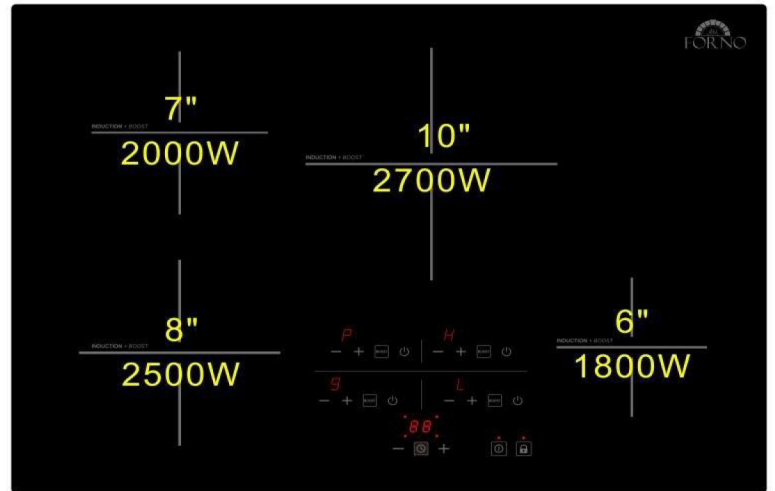 FORNO
7"
INDUCTION + BOOST
2000W
10"
INDUCTION + BOOST
2700W
8"
INDUCTION + BOOST
2500W
6"
INDUCTION + BOOST
1800W
P
H
− + BOOST
− + BOOST
9
L
− + BOOST
− + BOOST
88
− +